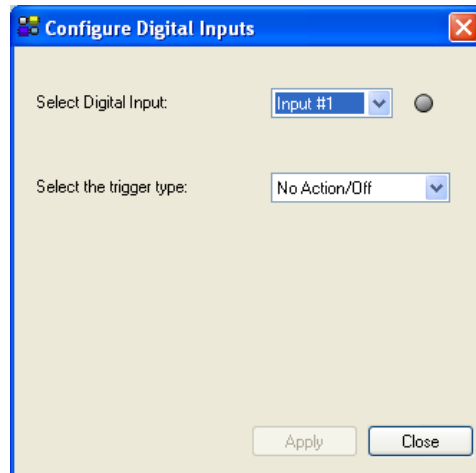 Configure Digital Inputs
Select Digital Input: Input #1
Select the trigger type: No Action/Off
Apply Close